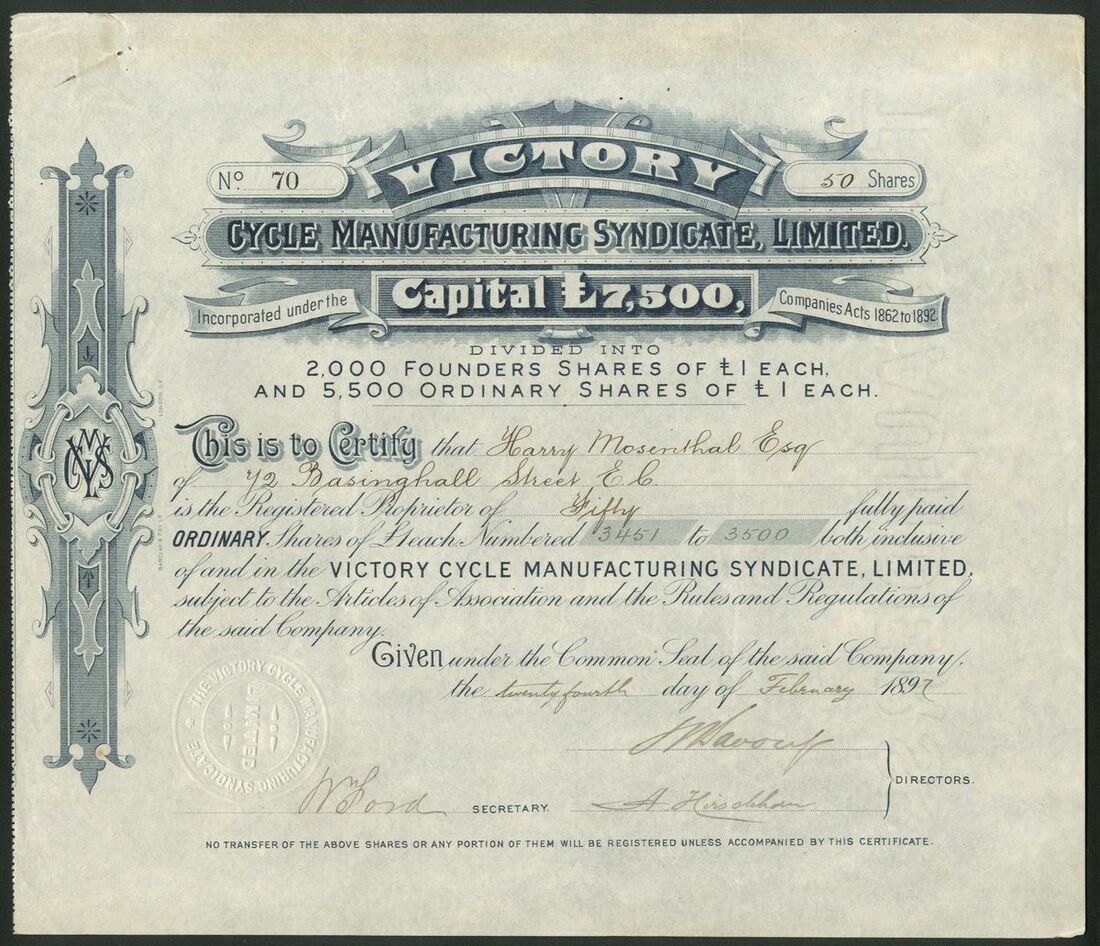 No. 70
50 Shares
VICTORY
CYCLE MANUFACTURING SYNDICATE, LIMITED.
Capital £7,500,
Incorporated under the
Companies Acts 1862 to 1892.
DIVIDED INTO
2,000 FOUNDERS SHARES OF £1 EACH,
AND 5,500 ORDINARY SHARES OF £1 EACH.
This is to Certify that Harry Mosenthal Esq
of 72 Basinghall Street E.C.
is the Registered Proprietor of Fifty fully paid
ORDINARY Shares of £1 each. Numbered 3451 to 3500 both inclusive
of and in the VICTORY CYCLE MANUFACTURING SYNDICATE, LIMITED,
subject to the Articles of Association and the Rules and Regulations of
the said Company.
Given under the Common Seal of the said Company,
the twenty fourth day of February 1897
THE VICTORY CYCLE MANUFACTURING SYNDICATE
LIMITED
Wm Ford
SECRETARY.
A. Hirschhorn
DIRECTORS.
NO TRANSFER OF THE ABOVE SHARES OR ANY PORTION OF THEM WILL BE REGISTERED UNLESS ACCOMPANIED BY THIS CERTIFICATE.
LONDON, S.E.